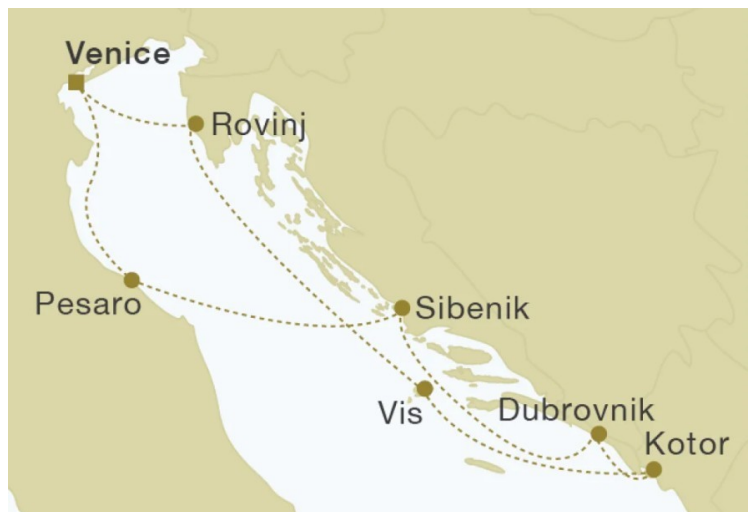 Venice
Rovinj
Pesaro
Sibenik
Vis
Dubrovnik
Kotor